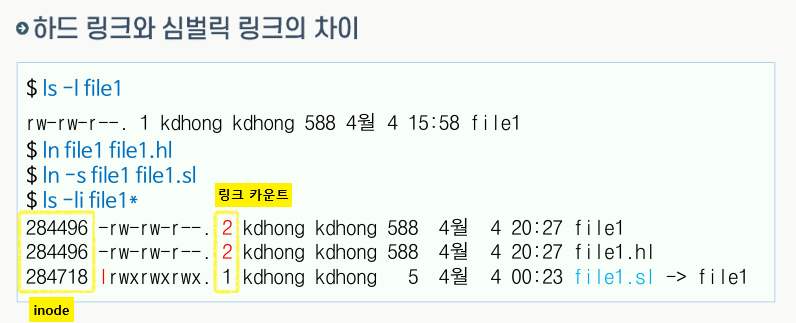 하드 링크와 심벌릭 링크의 차이
$ ls -l file1
rw-rw-r--. 1 kdhong kdhong 588 4월 4 15:58 file1
$ ln file1 file1.hl
$ ln -s file1 file1.sl
링크 카운트
$ ls -li file1*
284496 -rw-rw-r--. 2 kdhong kdhong 588 4월 4 20:27 file1
284496 -rw-rw-r--. 2 kdhong kdhong 588 4월 4 20:27 file1.hl
284718 lrwxrwxrwx. 1 kdhong kdhong 5 4월 4 00:23 file1.sl -> file1
inode